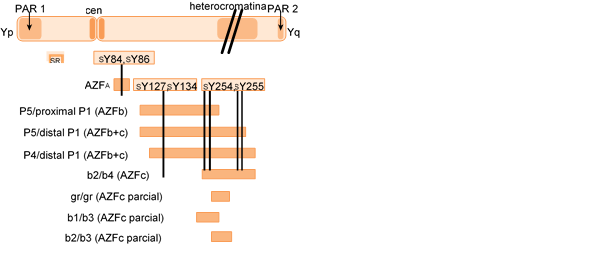 heterocromatina
PAR 1 cen PAR 2
Yp Yq
SR
sY84, sY86
AZFA sY127, sY134 sY254, sY255
P5/proximal P1 (AZFb)
P5/distal P1 (AZFb+c)
P4/distal P1 (AZFb+c)
b2/b4 (AZFc)
gr/gr (AZFc parcial)
b1/b3 (AZFc parcial)
b2/b3 (AZFc parcial)